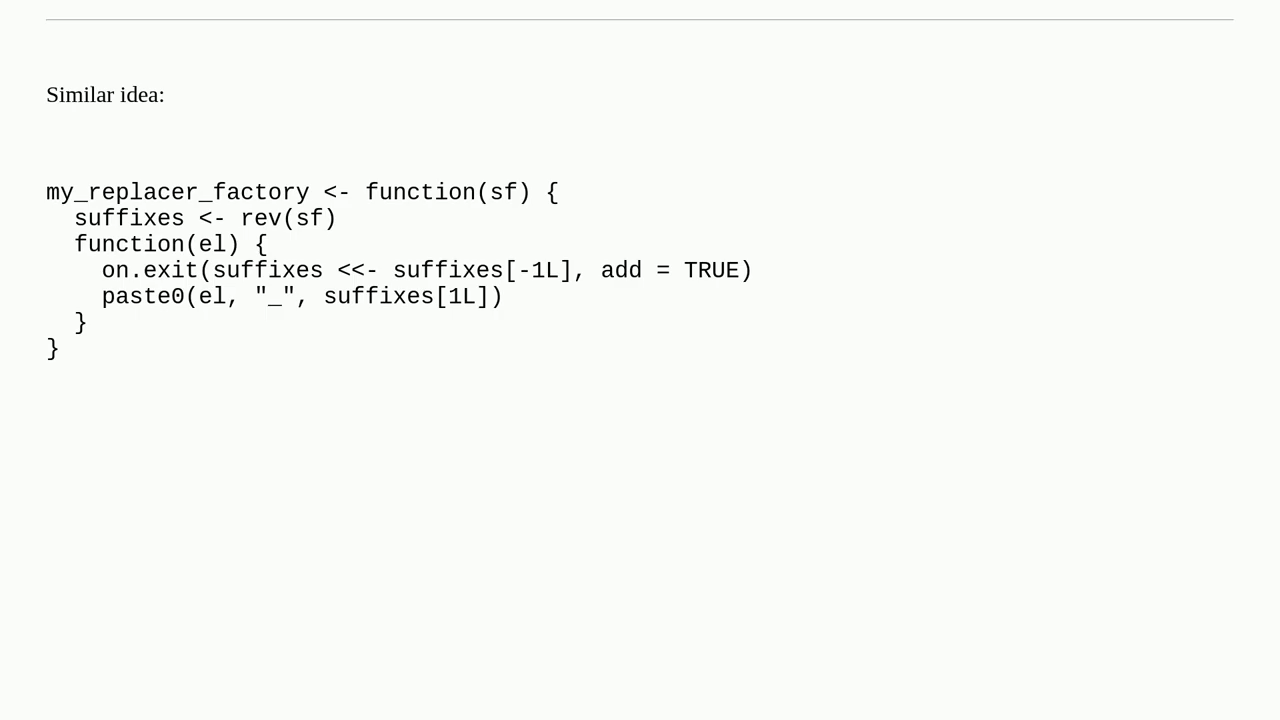 Similar idea:
my_replacer_factory <- function(sf) {
  suffixes <- rev(sf)
  function(el) {
    on.exit(suffixes <<- suffixes[-1L], add = TRUE)
    paste0(el, "_", suffixes[1L])
  }
}